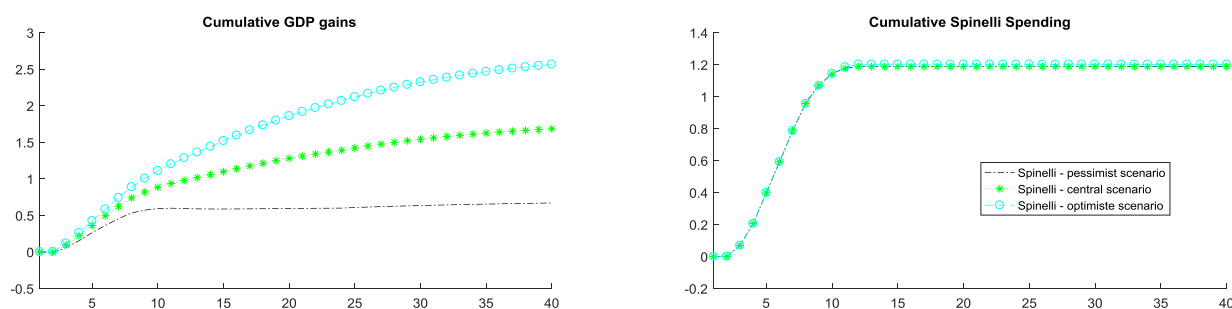 Cumulative GDP gains
3
2.5
2
1.5
1
0.5
0
-0.5
5 10 15 20 25 30 35 40
Cumulative Spinelli Spending
1.4
1.2
1
0.8
0.6
0.4
0.2
0
-0.2
5 10 15 20 25 30 35 40
Spinelli - pessimist scenario
Spinelli - central scenario
Spinelli - optimiste scenario